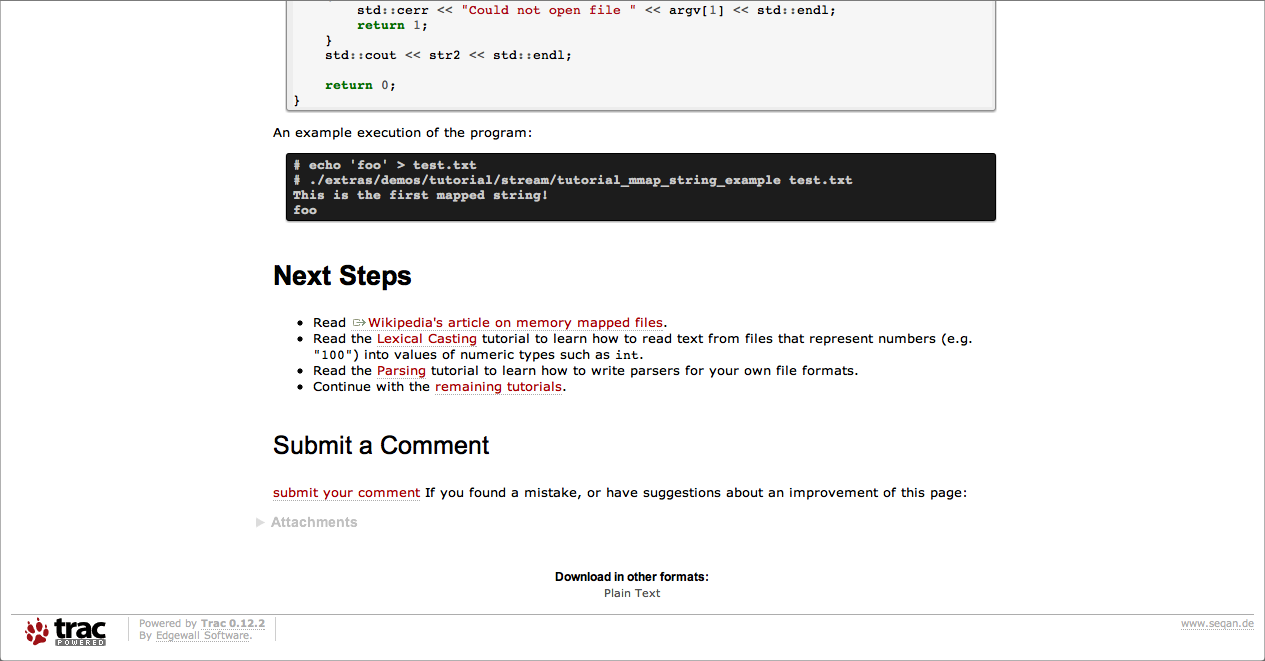 std::cerr << "Could not open file " << argv[1] << std::endl;
return 1;
}
std::cout << str2 << std::endl;
return 0;
}
An example execution of the program:
# echo 'foo' > test.txt
# ./extras/demos/tutorial/stream/tutorial_mmap_string_example test.txt
This is the first mapped string!
foo
Next Steps
• Read Wikipedia's article on memory mapped files.
• Read the Lexical Casting tutorial to learn how to read text from files that represent numbers (e.g.
"100") into values of numeric types such as int.
• Read the Parsing tutorial to learn how to write parsers for your own file formats.
• Continue with the remaining tutorials.
Submit a Comment
submit your comment If you found a mistake, or have suggestions about an improvement of this page:
Attachments
Download in other formats:
Plain Text
trac
POWERED
Powered by Trac 0.12.2
By Edgewall Software.
www.seqan.de